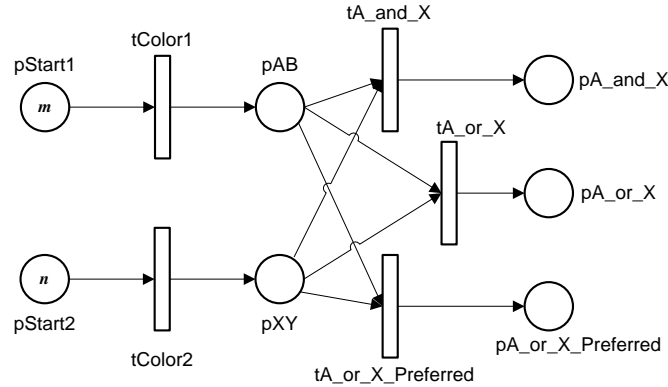 tA_and_X
tColor1
pStart1
pAB
pA_and_X
m
tA_or_X
pA_or_X
n
pStart2
pXY
tColor2
tA_or_X_Preferred
pA_or_X_Preferred